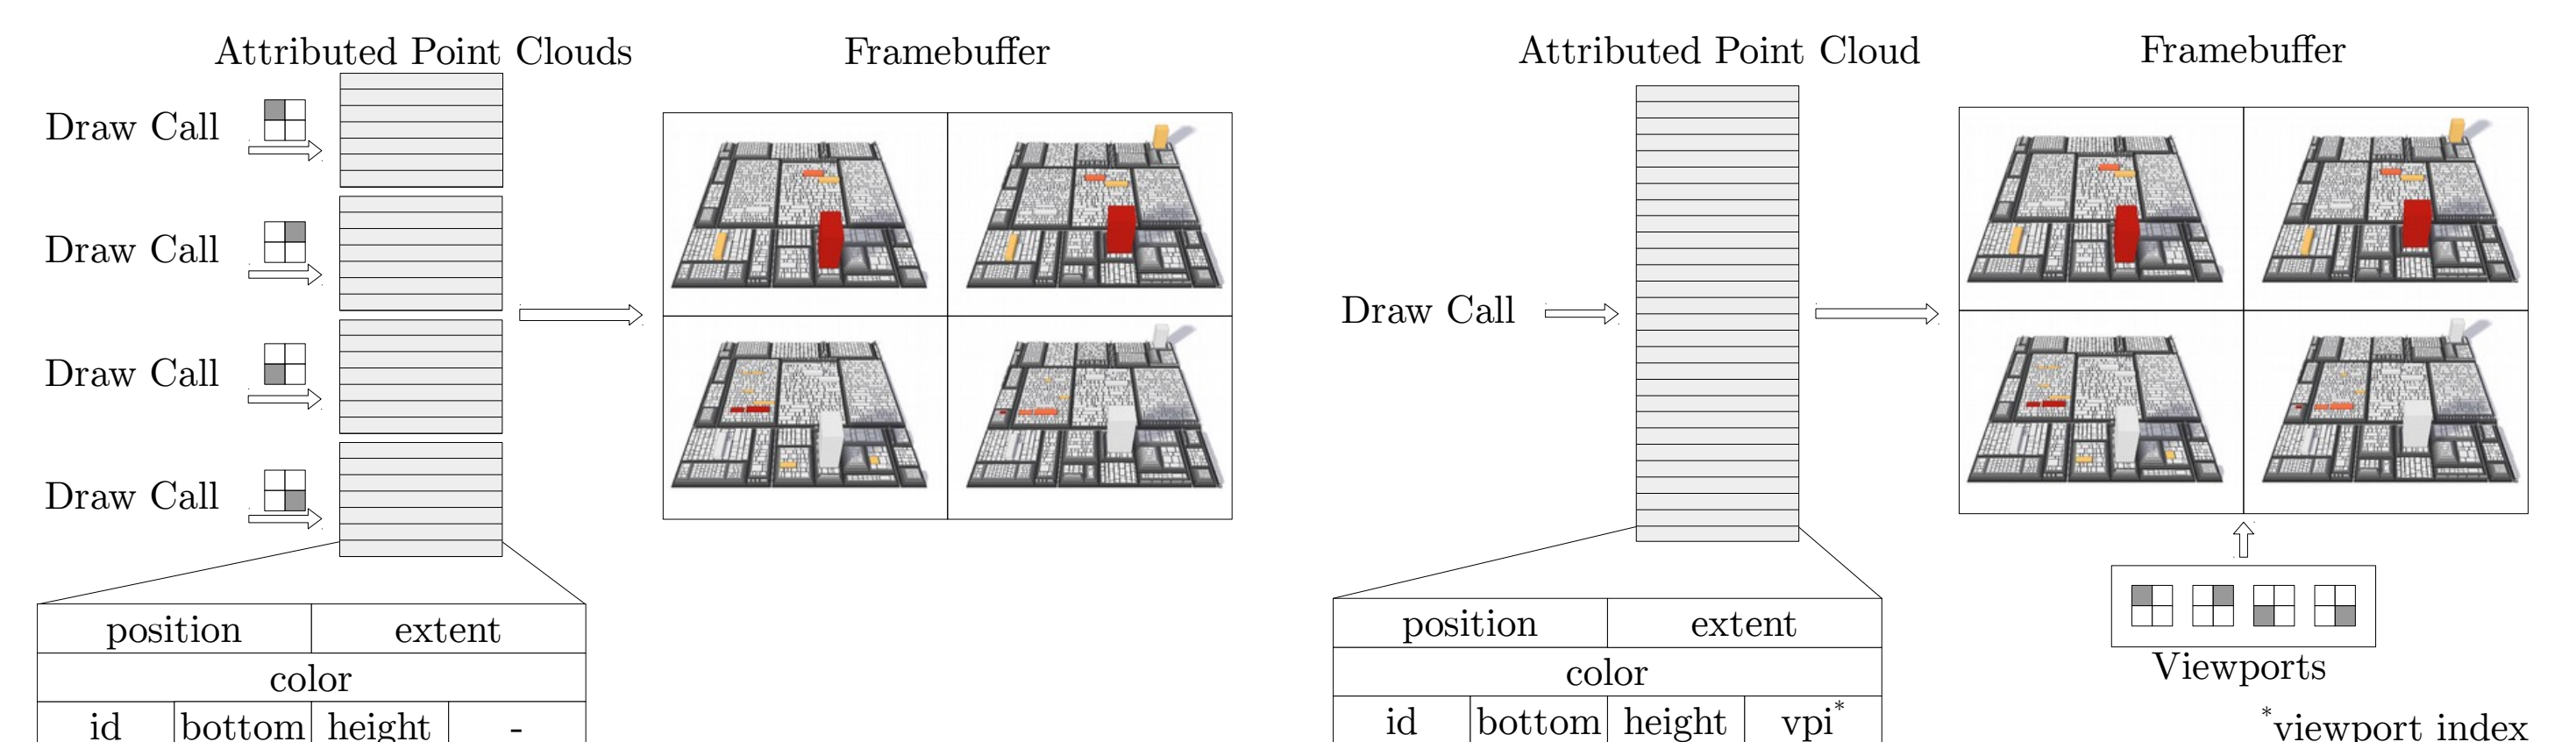 Attributed Point Clouds
Framebuffer
Draw Call
Draw Call
Draw Call
Draw Call
position extent
color
id bottom height -
Attributed Point Cloud
Framebuffer
Draw Call
position extent
color
id bottom height vpi*
Viewports
*viewport index